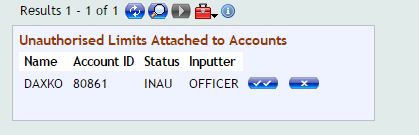 Results 1 - 1 of 1
Unauthorised Limits Attached to Accounts
Name Account ID Status Inputter
DAXKO 80861 INAU OFFICER